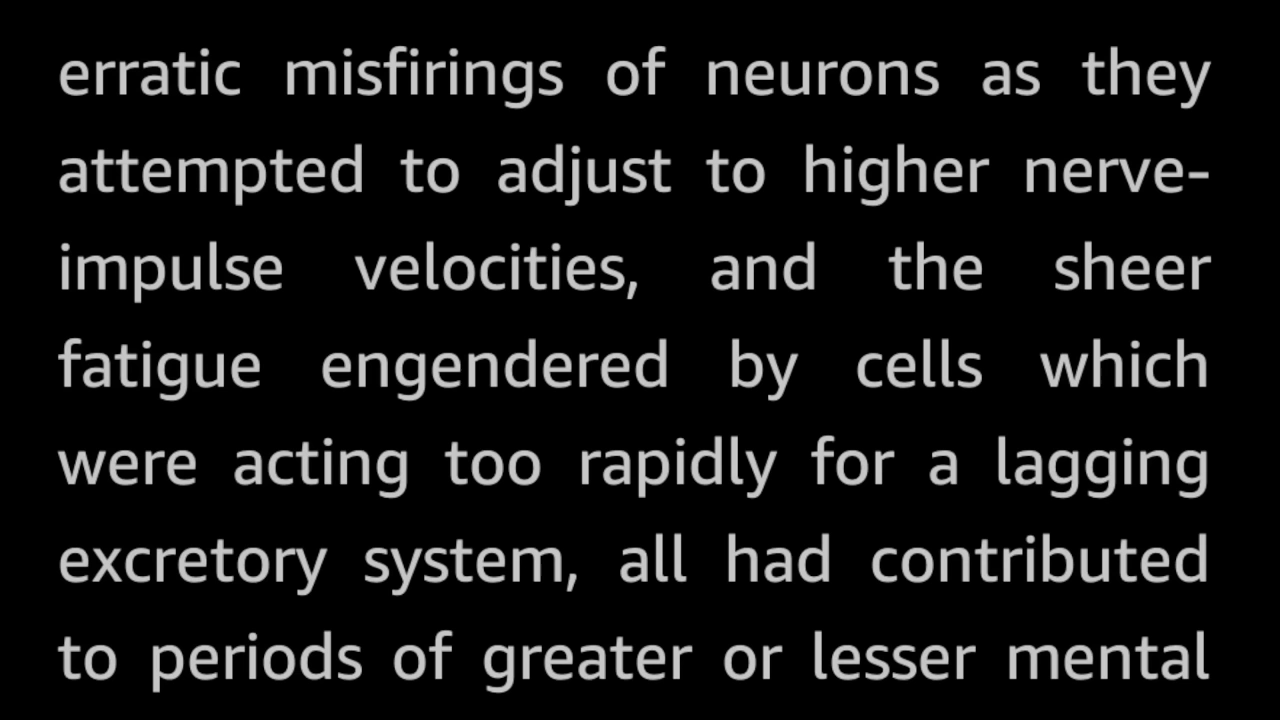 erratic misfirings of neurons as they
attempted to adjust to higher nerve-
impulse velocities, and the sheer
fatigue engendered by cells which
were acting too rapidly for a lagging
excretory system, all had contributed
to periods of greater or lesser mental